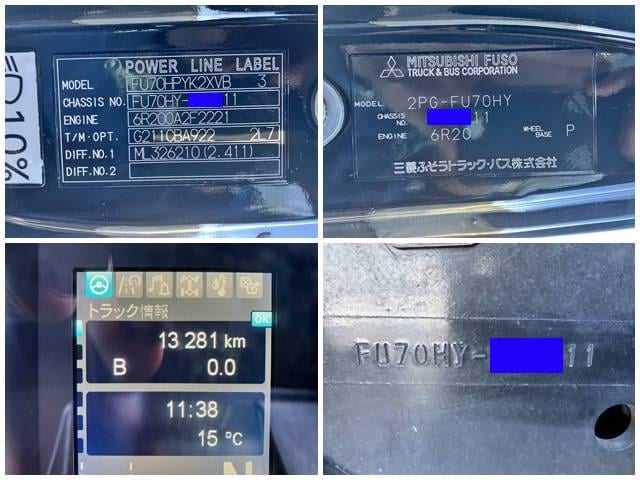 POWER LINE LABEL
MODEL FU70HPYK2XVB 3
CHASSIS NO. FU70HY- 11
ENGINE 6R200A2F2221
T/M·OPT. G211OBA922 2L7
DIFF.NO.1 ML326210(2.411)
DIFF.NO.2
MITSUBISHI FUSO
TRUCK & BUS CORPORATION
MODEL 2PG-FU70HY
CHASSIS NO. 11
ENGINE 6R20 WHEEL BASE P
三菱ふそうトラック・バス株式会社
トラック情報
OK
13 281 km
B 0.0
11:38
15 °C
N
FU70HY- 11